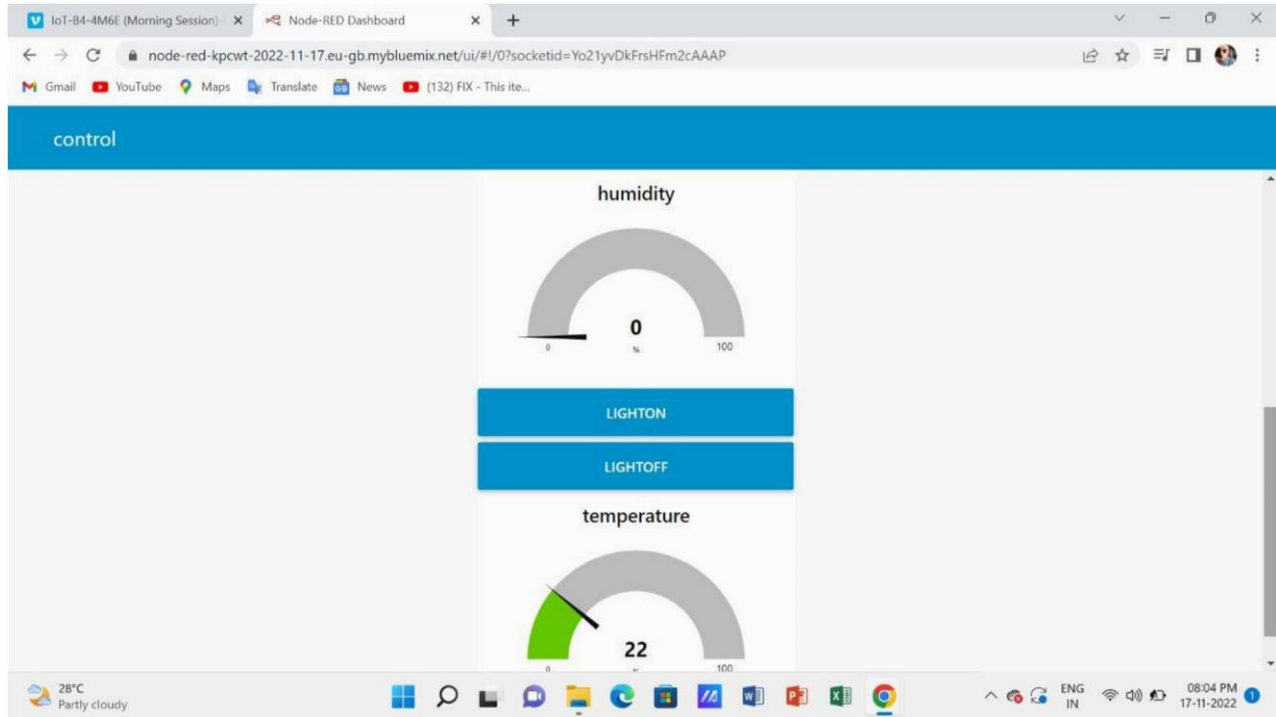 IoT-B4-4M6E (Morning Session)-
Node-RED Dashboard
node-red-kpcwt-2022-11-17.eu-gb.mybluemix.net/ui/#!/0?socketid=Yo21yvDkFrsHFm2cAAAP
Gmail YouTube Maps Translate News (132) FIX - This ite...
control
humidity
0
%
0 100
LIGHTON
LIGHTOFF
temperature
22
0 100
28°C
Partly cloudy
ENG
IN
08:04 PM
17-11-2022
1